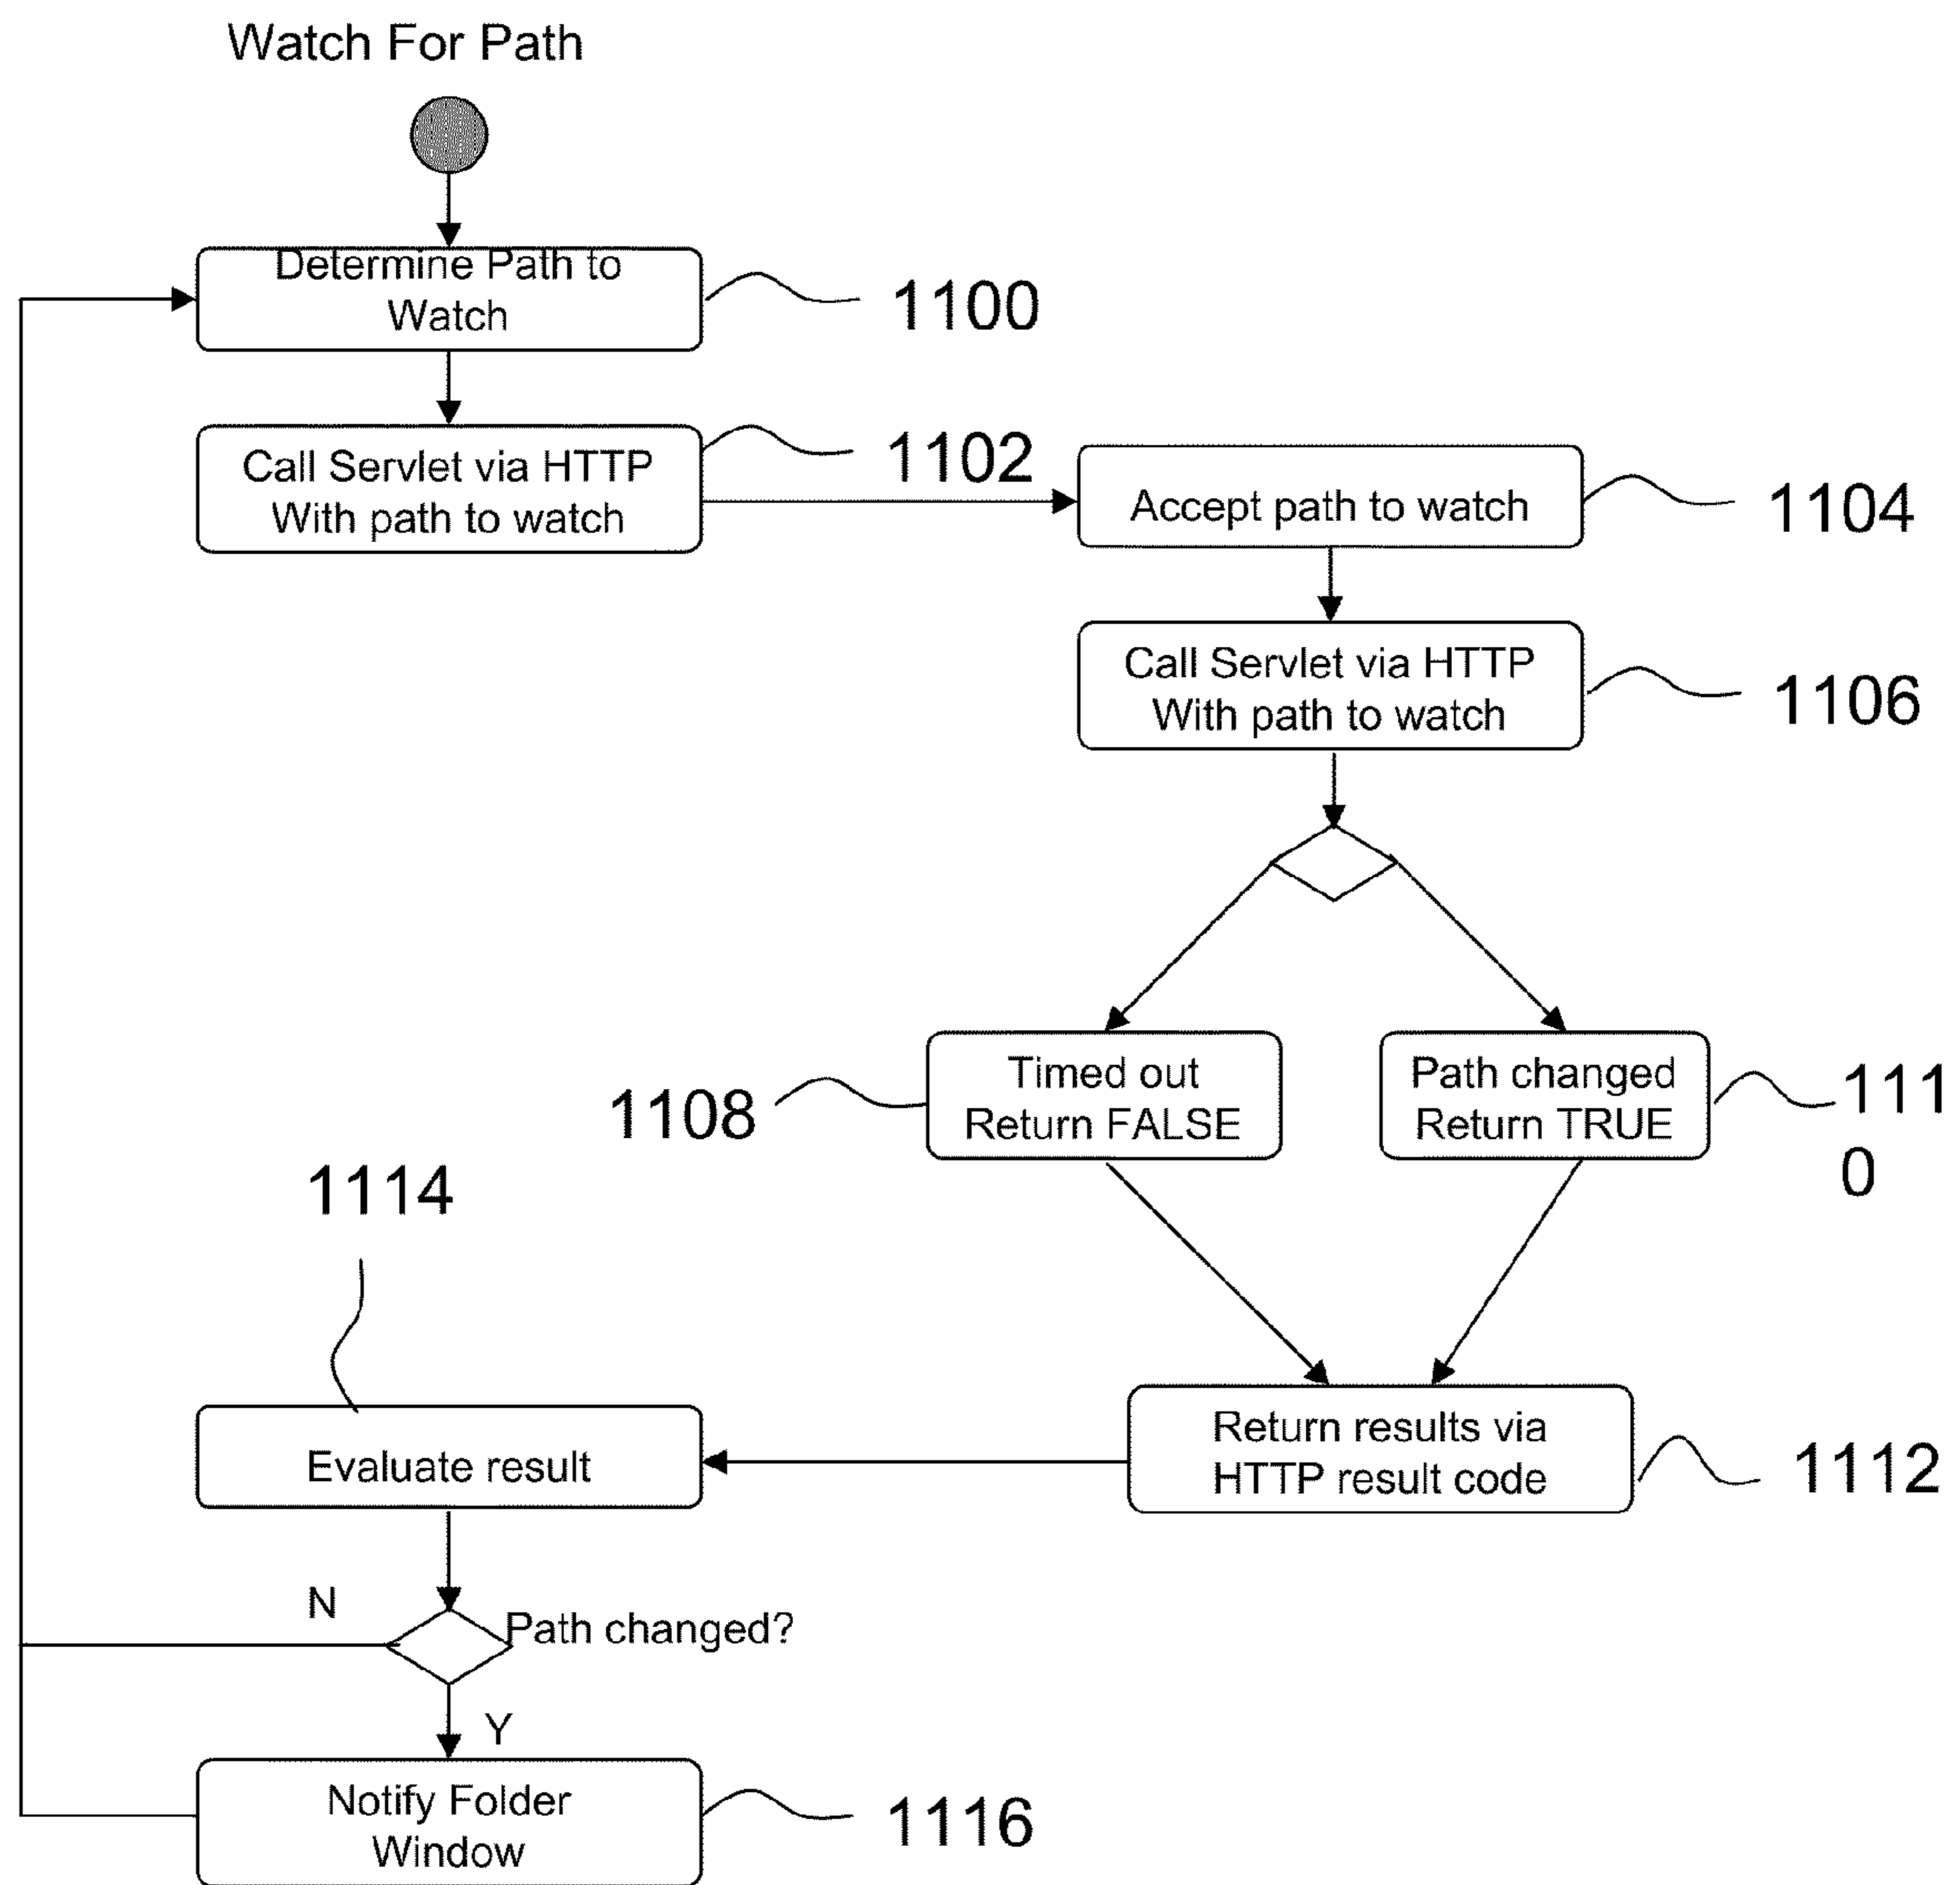 Watch For Path
Determine Path to
Watch
1100
Call Servlet via HTTP
With path to watch
1102
Accept path to watch
1104
Call Servlet via HTTP
With path to watch
1106
Timed out
Return FALSE
1108
Path changed
Return TRUE
111
0
1114
Return results via
HTTP result code
1112
Evaluate result
N
Path changed?
Y
Notify Folder
Window
1116